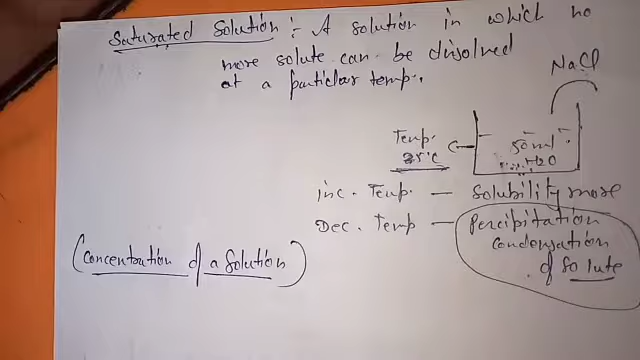 Saturated Solution :- A solution in which no
more solute can be dissolved
at a particular temp.
NaCl
Temp.
25°C
50ml
H2O
inc. Temp. — solubility more
Dec. Temp — percipitation
condensation
of solute
(Concentration of a Solution)